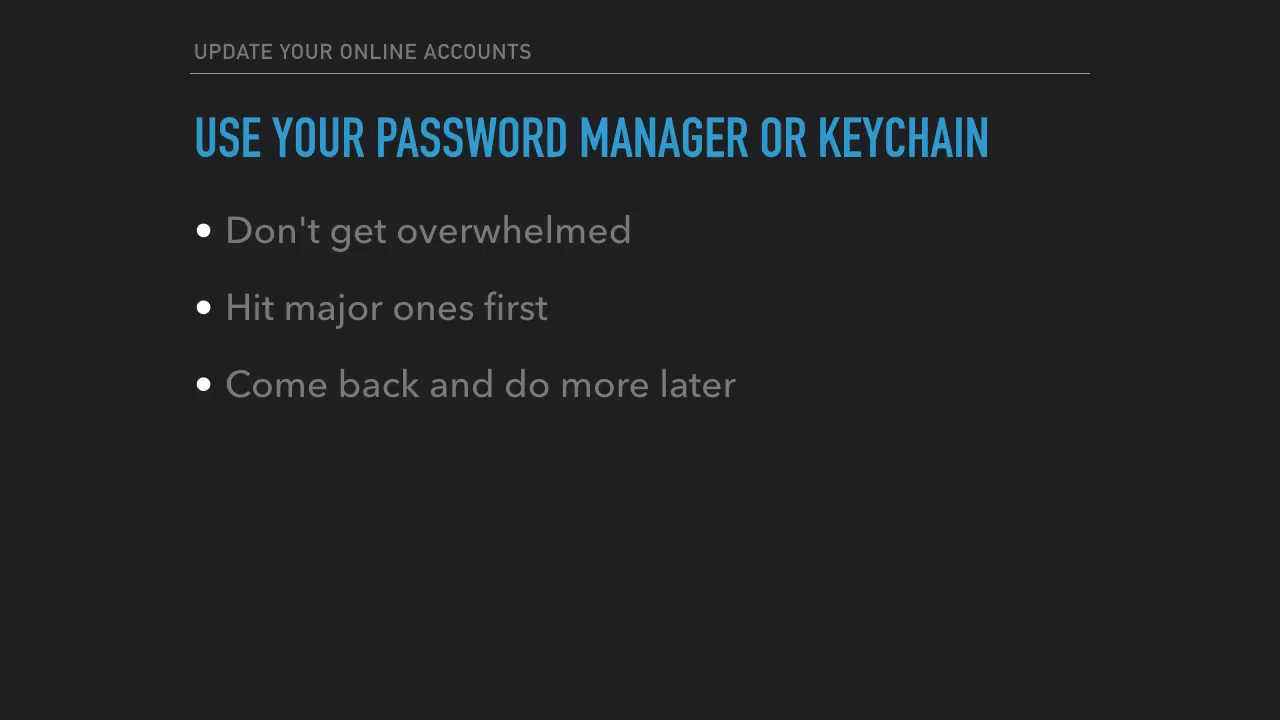 UPDATE YOUR ONLINE ACCOUNTS
USE YOUR PASSWORD MANAGER OR KEYCHAIN
• Don't get overwhelmed
• Hit major ones first
• Come back and do more later